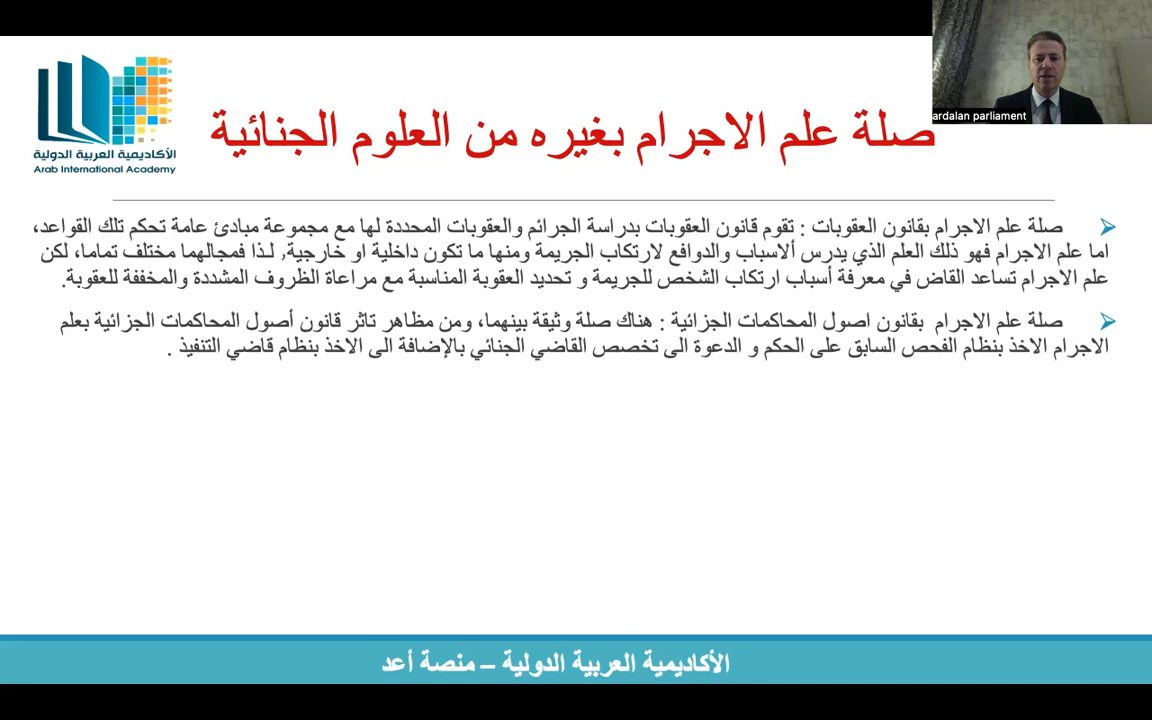 ardalan parliament
الأكاديمية العربية الدولية
Arab International Academy
صلة علم الاجرام بغيره من العلوم الجنائية
صلة علم الاجرام بقانون العقوبات : تقوم قانون العقوبات بدراسة الجرائم والعقوبات المحددة لها مع مجموعة مبادئ عامة تحكم تلك القواعد،
اما علم الاجرام فهو ذلك العلم الذي يدرس ألاسباب والدوافع لارتكاب الجريمة ومنها ما تكون داخلية او خارجية, لـذا فمجالهما مختلف تماما، لكن
علم الاجرام تساعد القاض في معرفة أسباب ارتكاب الشخص للجريمة و تحديد العقوبة المناسبة مع مراعاة الظروف المشددة والمخففة للعقوبة.
صلة علم الاجرام بقانون اصول المحاكمات الجزائية : هناك صلة وثيقة بينهما، ومن مظاهر تاثر قانون أصول المحاكمات الجزائية بعلم
الاجرام الاخذ بنظام الفحص السابق على الحكم و الدعوة الى تخصص القاضي الجنائي بالإضافة الى الاخذ بنظام قاضي التنفيذ .
الأكاديمية العربية الدولية – منصة أعد